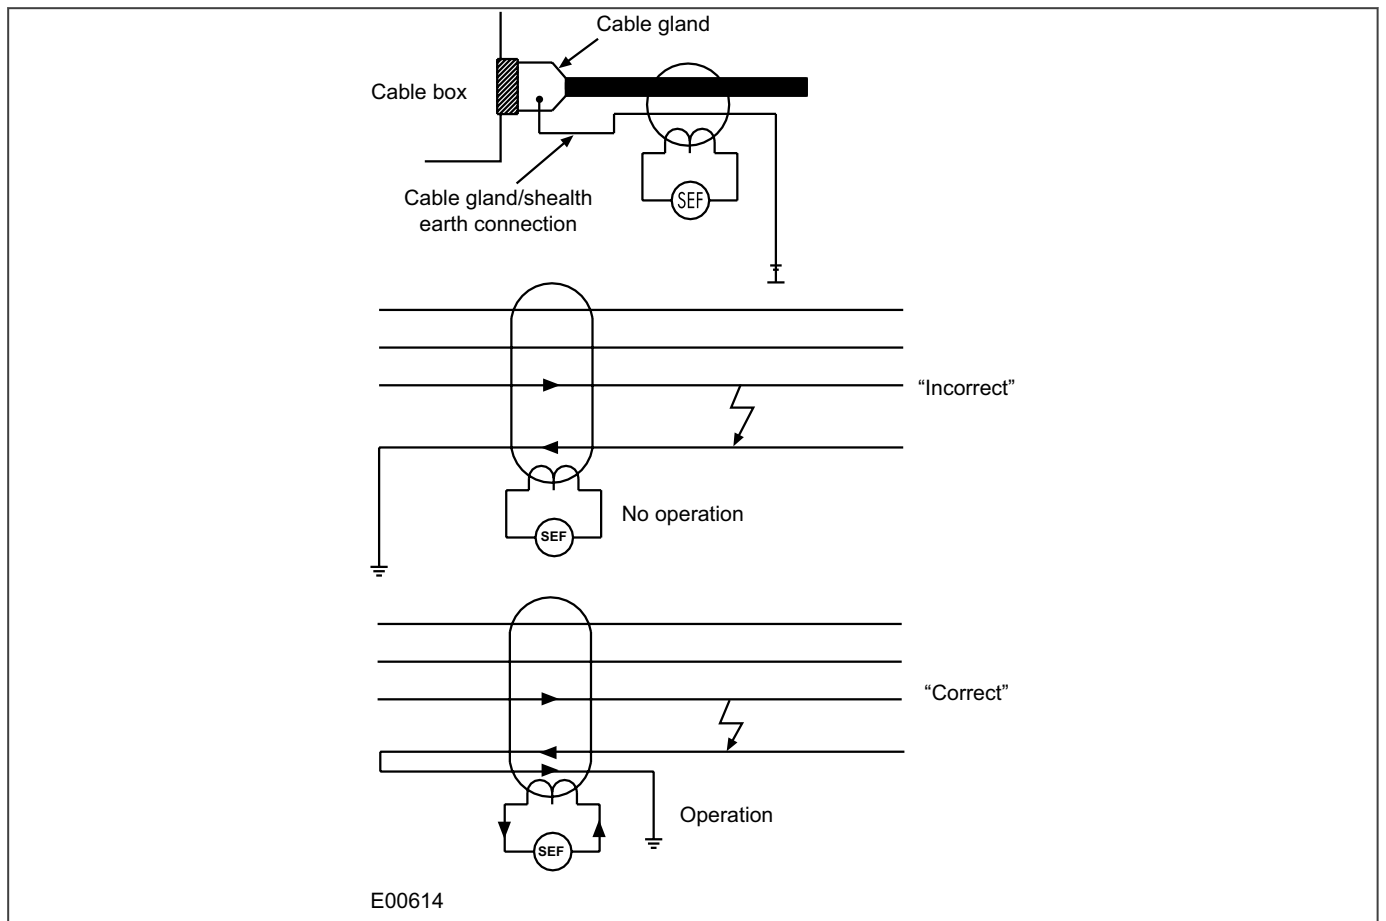 Cable gland
Cable box
Cable gland/shealth
earth connection
SEF
“Incorrect”
No operation
SEF
“Correct”
Operation
SEF
E00614